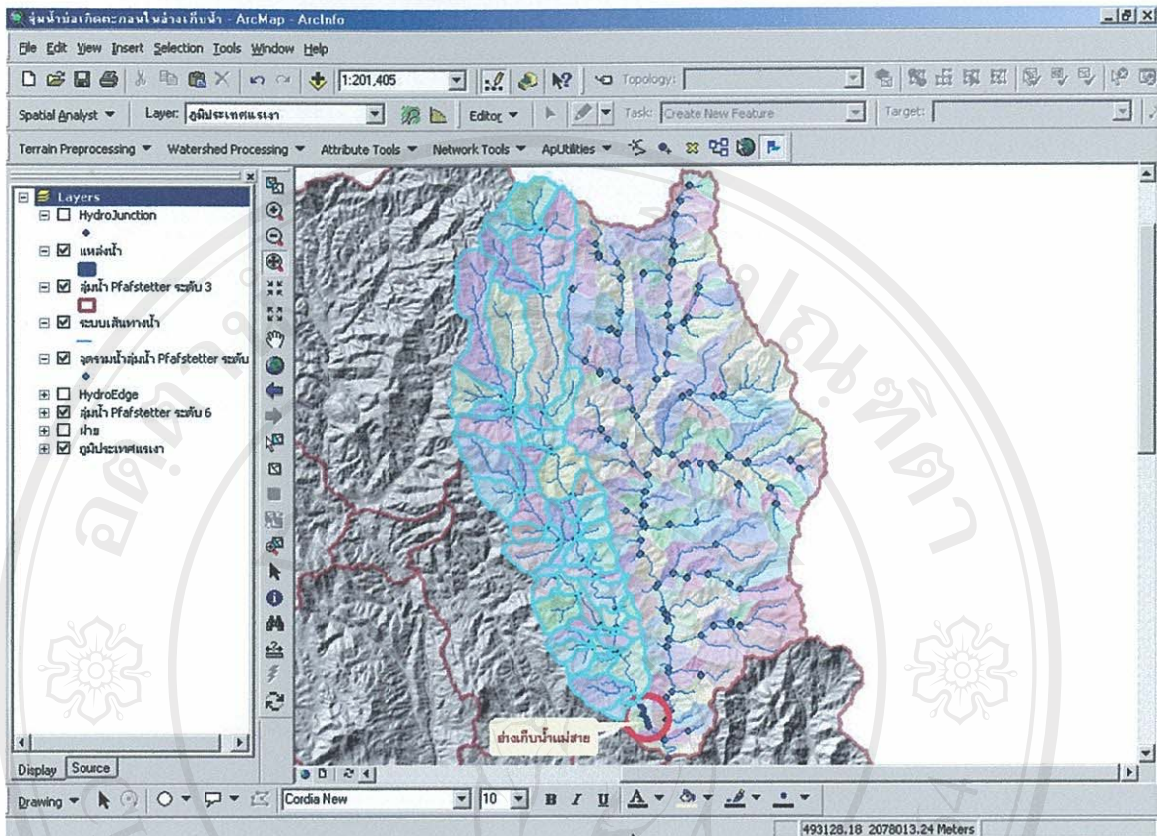 ลุ่มน้ำบ่อเกิดตะกอนในอ่างเก็บน้ำ - ArcMap - ArcInfo
File Edit View Insert Selection Tools Window Help
1:201,405 Topology:
Spatial Analyst Layer: ภูมิประเทศแรเงา Editor Task: Create New Feature Target:
Terrain Preprocessing Watershed Processing Attribute Tools Network Tools ApUtilities
Layers
HydroJunction
แหล่งน้ำ
ลุ่มน้ำ Pfafstetter ระดับ 3
ระบบเส้นทางน้ำ
จุดรวมน้ำลุ่มน้ำ Pfafstetter ระดับ
HydroEdge
ลุ่มน้ำ Pfafstetter ระดับ 6
ฝาย
ภูมิประเทศแรเงา
อ่างเก็บน้ำแม่สาย
Display Source
Drawing Cordia New 10 B I U A
493128.18 2078013.24 Meters